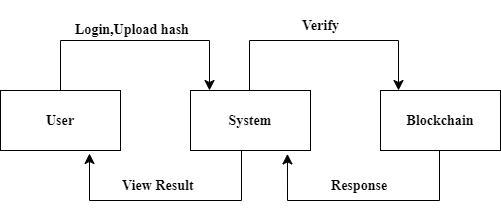 Login,Upload hash
Verify
User
System
Blockchain
View Result
Response